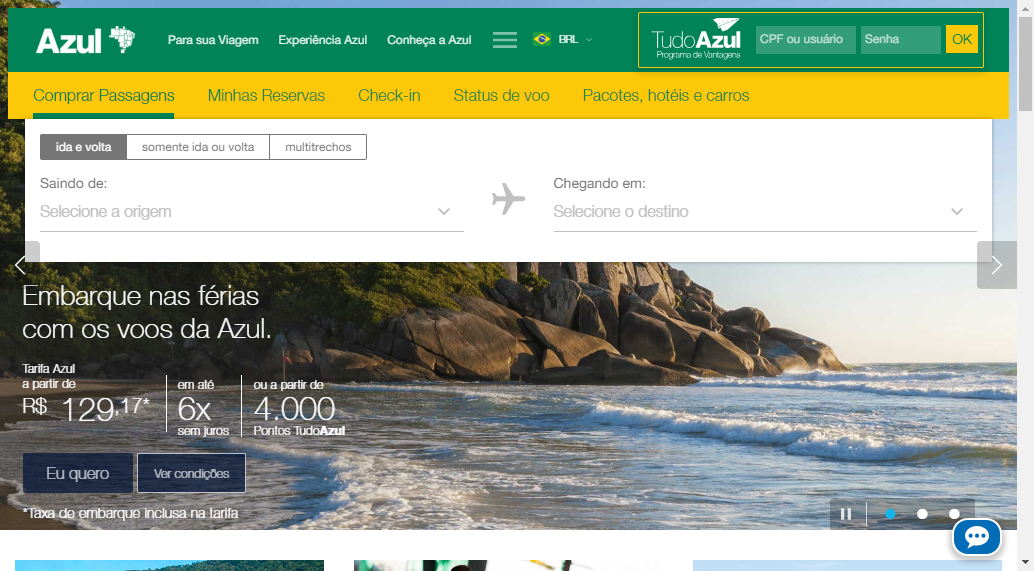 Azul
Para sua Viagem
Experiência Azul
Conheça a Azul
BRL
TudoAzul
Programa de Vantagens
CPF ou usuário
Senha
OK
Comprar Passagens
Minhas Reservas
Check-in
Status de voo
Pacotes, hotéis e carros
ida e volta
somente ida ou volta
multitrechos
Saindo de:
Selecione a origem
Chegando em:
Selecione o destino
Embarque nas férias
com os voos da Azul.
Tarifa Azul
a partir de
R$ 129,17*
em até
6x
sem juros
ou a partir de
4.000
Pontos TudoAzul
Eu quero
Ver condições
*Taxa de embarque inclusa na tarifa